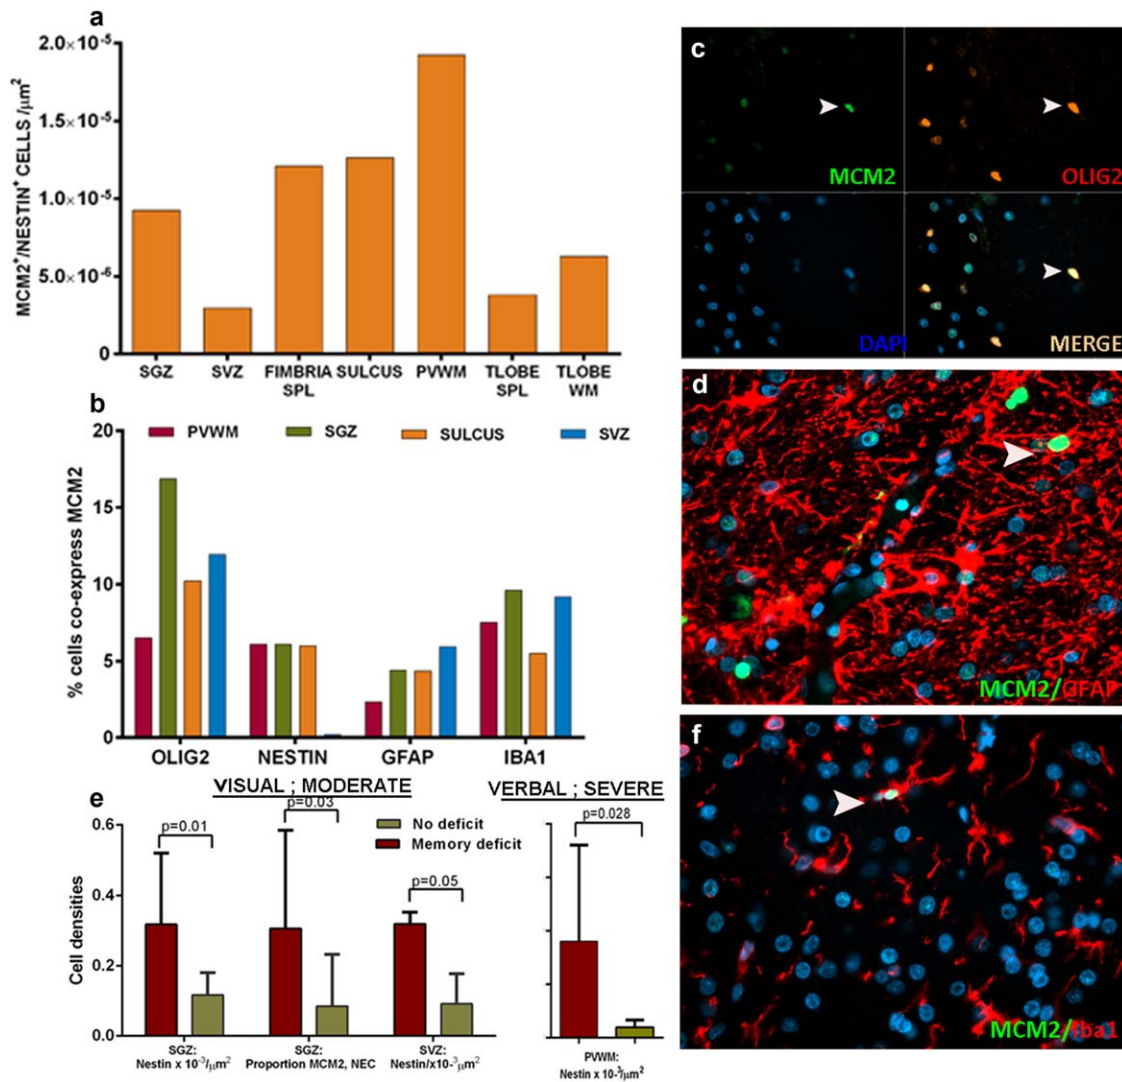 a
MCM2+/NESTIN+ CELLS /µm²
2.0×10⁻⁵
1.5×10⁻⁵
1.0×10⁻⁵
5.0×10⁻⁶
0
SGZ
SVZ
FIMBRIA SPL
SULCUS
PVWM
TLOBE SPL
TLOBE WM
b
% cells co-express MCM2
20
15
10
5
0
PVWM
SGZ
SULCUS
SVZ
OLIG2
NESTIN
GFAP
IBA1
c
MCM2
OLIG2
DAPI
MERGE
d
MCM2/GFAP
e
VISUAL ; MODERATE
VERBAL ; SEVERE
Cell densities
0.6
0.4
0.2
0.0
p=0.01
p=0.03
p=0.05
p=0.028
No deficit
Memory deficit
SGZ:
Nestin x 10⁻³/µm²
SGZ:
Proportion MCM2, NEC
SVZ:
Nestin/x10-³µm²
PVWM:
Nestin x 10-³/µm²
f
MCM2/Iba1